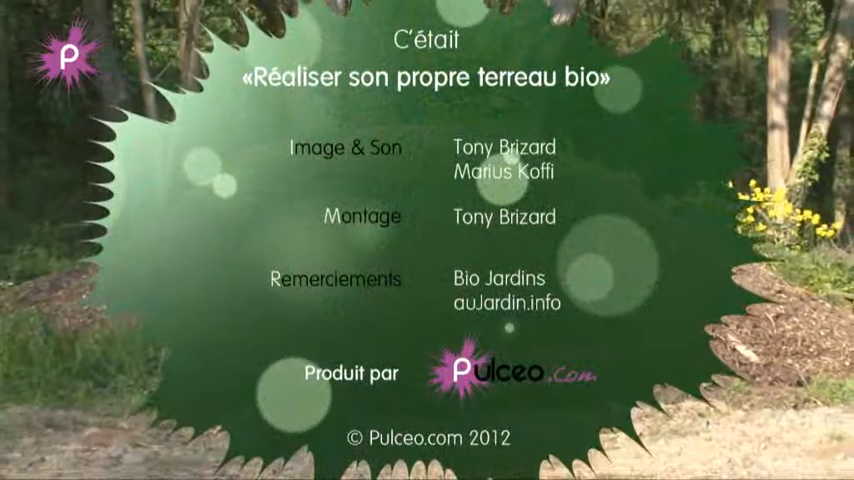 P
C'était
«Réaliser son propre terreau bio»
Image & Son Tony Brizard
Marius Koffi
Montage Tony Brizard
Remerciements Bio Jardins
auJardin.info
Produit par Pulceo.com
© Pulceo.com 2012